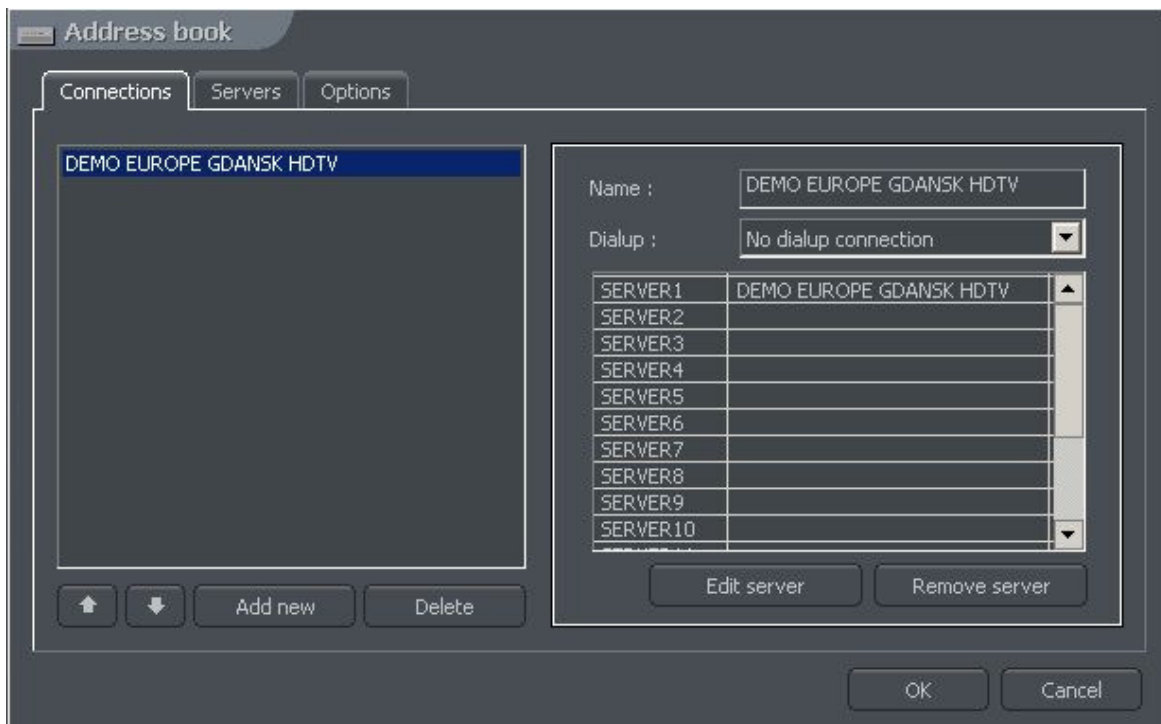 Address book
Connections Servers Options
DEMO EUROPE GDANSK HDTV
Name : DEMO EUROPE GDANSK HDTV
Dialup : No dialup connection
SERVER1 DEMO EUROPE GDANSK HDTV
SERVER2
SERVER3
SERVER4
SERVER5
SERVER6
SERVER7
SERVER8
SERVER9
SERVER10
Edit server Remove server
Add new Delete
OK Cancel